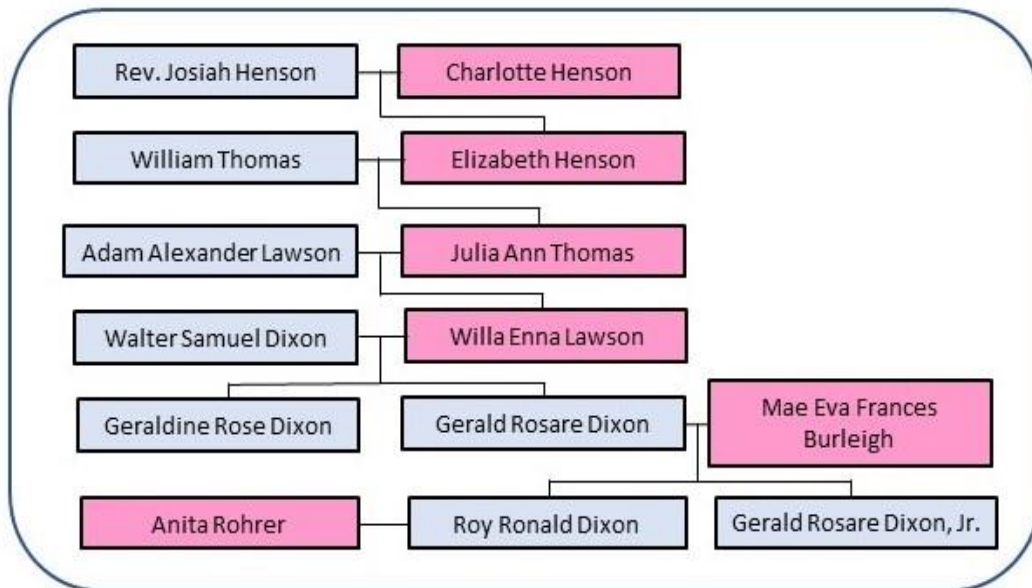 Rev. Josiah Henson
Charlotte Henson
William Thomas
Elizabeth Henson
Adam Alexander Lawson
Julia Ann Thomas
Walter Samuel Dixon
Willa Enna Lawson
Geraldine Rose Dixon
Gerald Rosare Dixon
Mae Eva Frances
Burleigh
Anita Rohrer
Roy Ronald Dixon
Gerald Rosare Dixon, Jr.